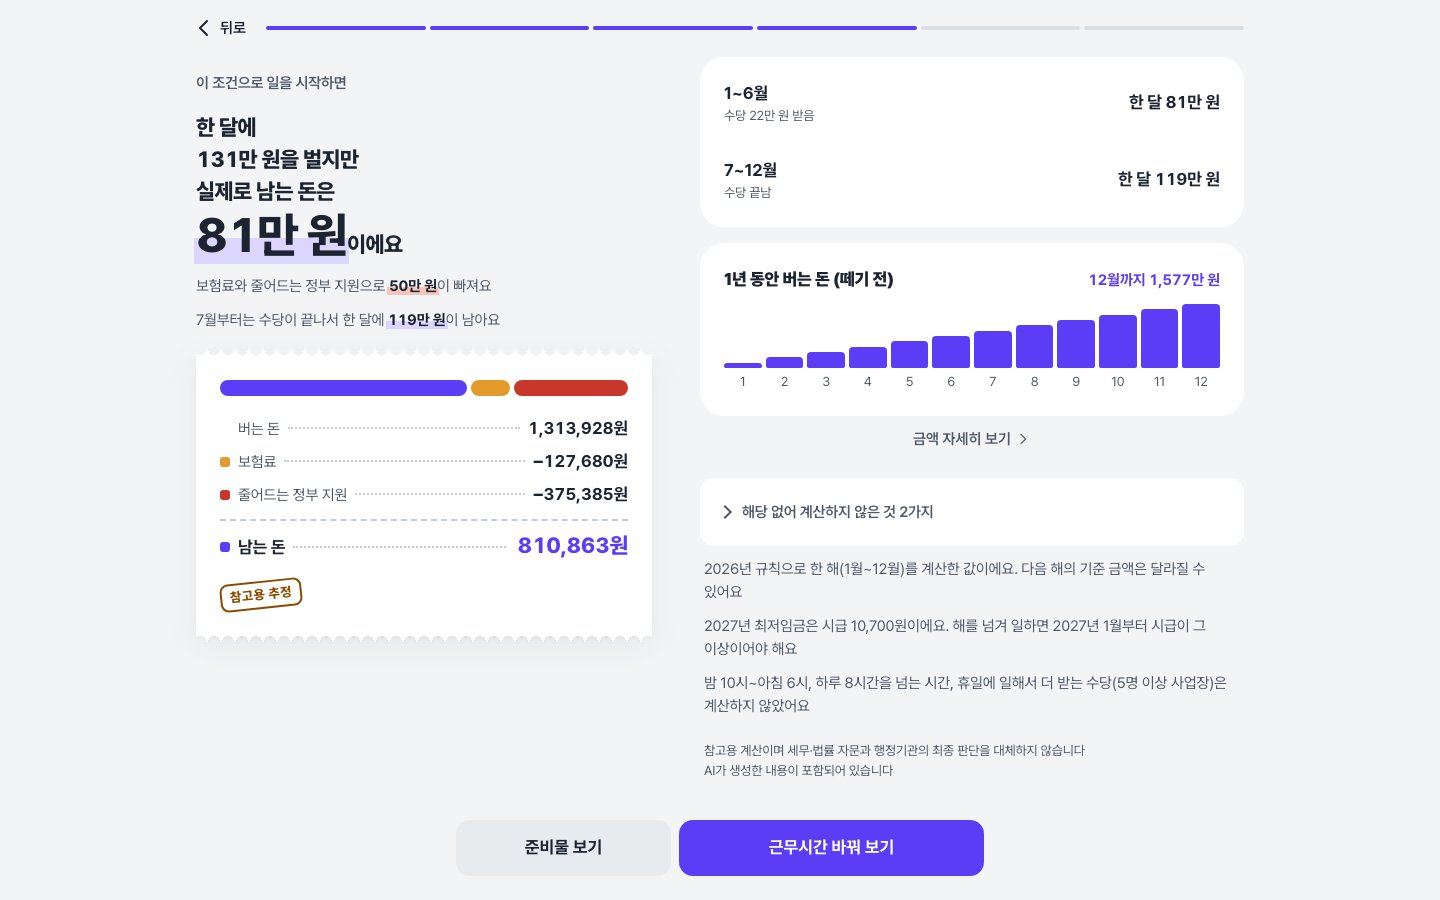 뒤로
이 조건으로 일을 시작하면
한 달에
131만 원을 벌지만
실제로 남는 돈은
81만 원이에요
보험료와 줄어드는 정부 지원으로 50만 원이 빠져요
7월부터는 수당이 끝나서 한 달에 119만 원이 남아요
버는 돈 1,313,928원
보험료 −127,680원
줄어드는 정부 지원 −375,385원
남는 돈 810,863원
참고용 추정
1~6월
수당 22만 원 받음
한 달 81만 원
7~12월
수당 끝남
한 달 119만 원
1년 동안 버는 돈 (떼기 전) 12월까지 1,577만 원
1 2 3 4 5 6 7 8 9 10 11 12
금액 자세히 보기
해당 없어 계산하지 않은 것 2가지
2026년 규칙으로 한 해(1월~12월)를 계산한 값이에요. 다음 해의 기준 금액은 달라질 수
있어요
2027년 최저임금은 시급 10,700원이에요. 해를 넘겨 일하면 2027년 1월부터 시급이 그
이상이어야 해요
밤 10시~아침 6시, 하루 8시간을 넘는 시간, 휴일에 일해서 더 받는 수당(5명 이상 사업장)은
계산하지 않았어요
참고용 계산이며 세무·법률 자문과 행정기관의 최종 판단을 대체하지 않습니다
AI가 생성한 내용이 포함되어 있습니다
준비물 보기
근무시간 바꿔 보기